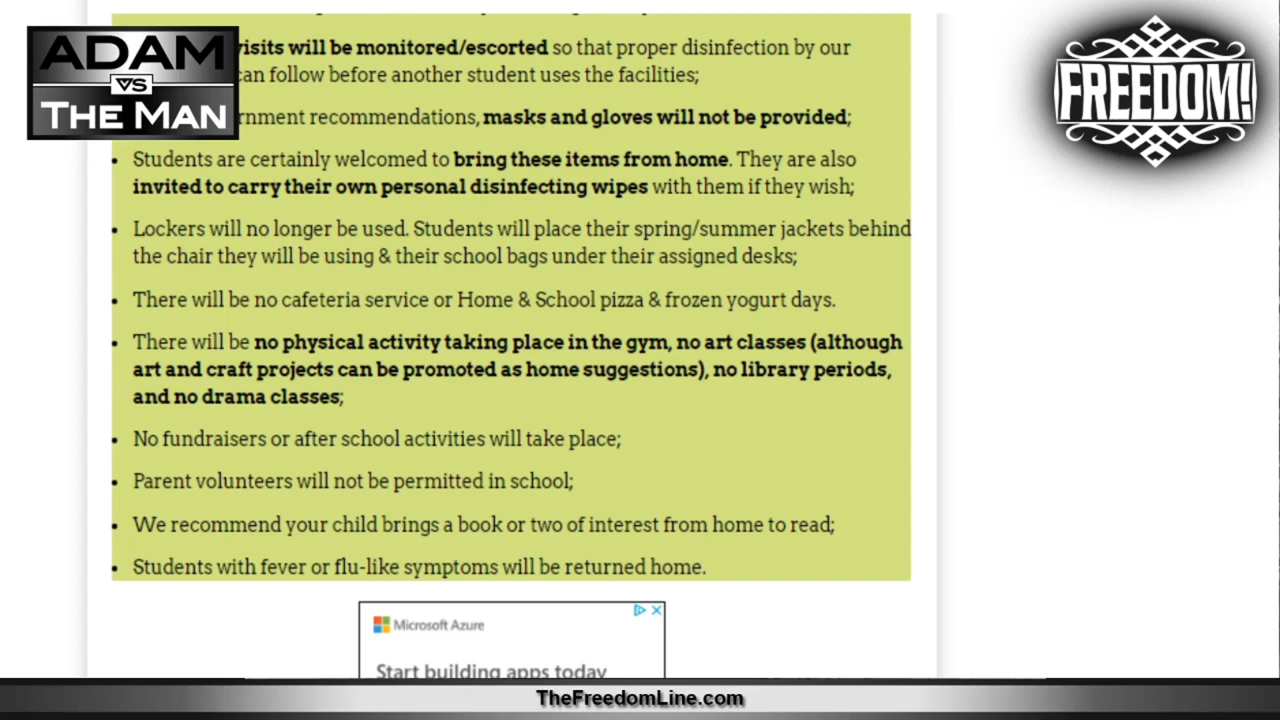 ADAM
VS
THE MAN
FREEDOM!
visits will be monitored/escorted so that proper disinfection by our
can follow before another student uses the facilities;
rnment recommendations, masks and gloves will not be provided;
• Students are certainly welcomed to bring these items from home. They are also
invited to carry their own personal disinfecting wipes with them if they wish;
• Lockers will no longer be used. Students will place their spring/summer jackets behind
the chair they will be using & their school bags under their assigned desks;
• There will be no cafeteria service or Home & School pizza & frozen yogurt days.
• There will be no physical activity taking place in the gym, no art classes (although
art and craft projects can be promoted as home suggestions), no library periods,
and no drama classes;
• No fundraisers or after school activities will take place;
• Parent volunteers will not be permitted in school;
• We recommend your child brings a book or two of interest from home to read;
• Students with fever or flu-like symptoms will be returned home.
Microsoft Azure
Start building apps today
TheFreedomLine.com